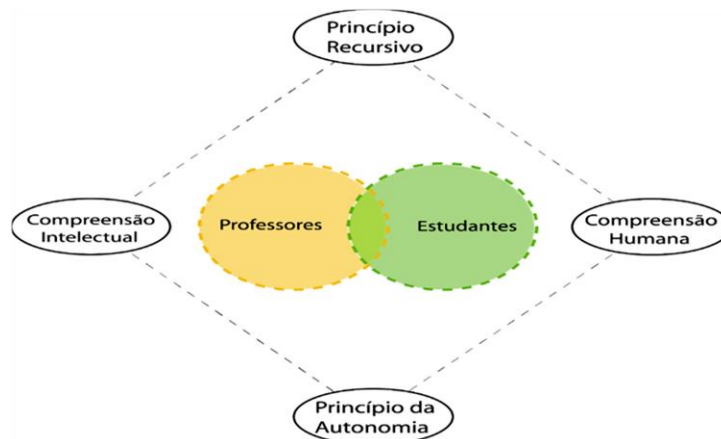 Princípio
Recursivo
Compreensão
Intelectual
Professores
Estudantes
Compreensão
Humana
Princípio da
Autonomia